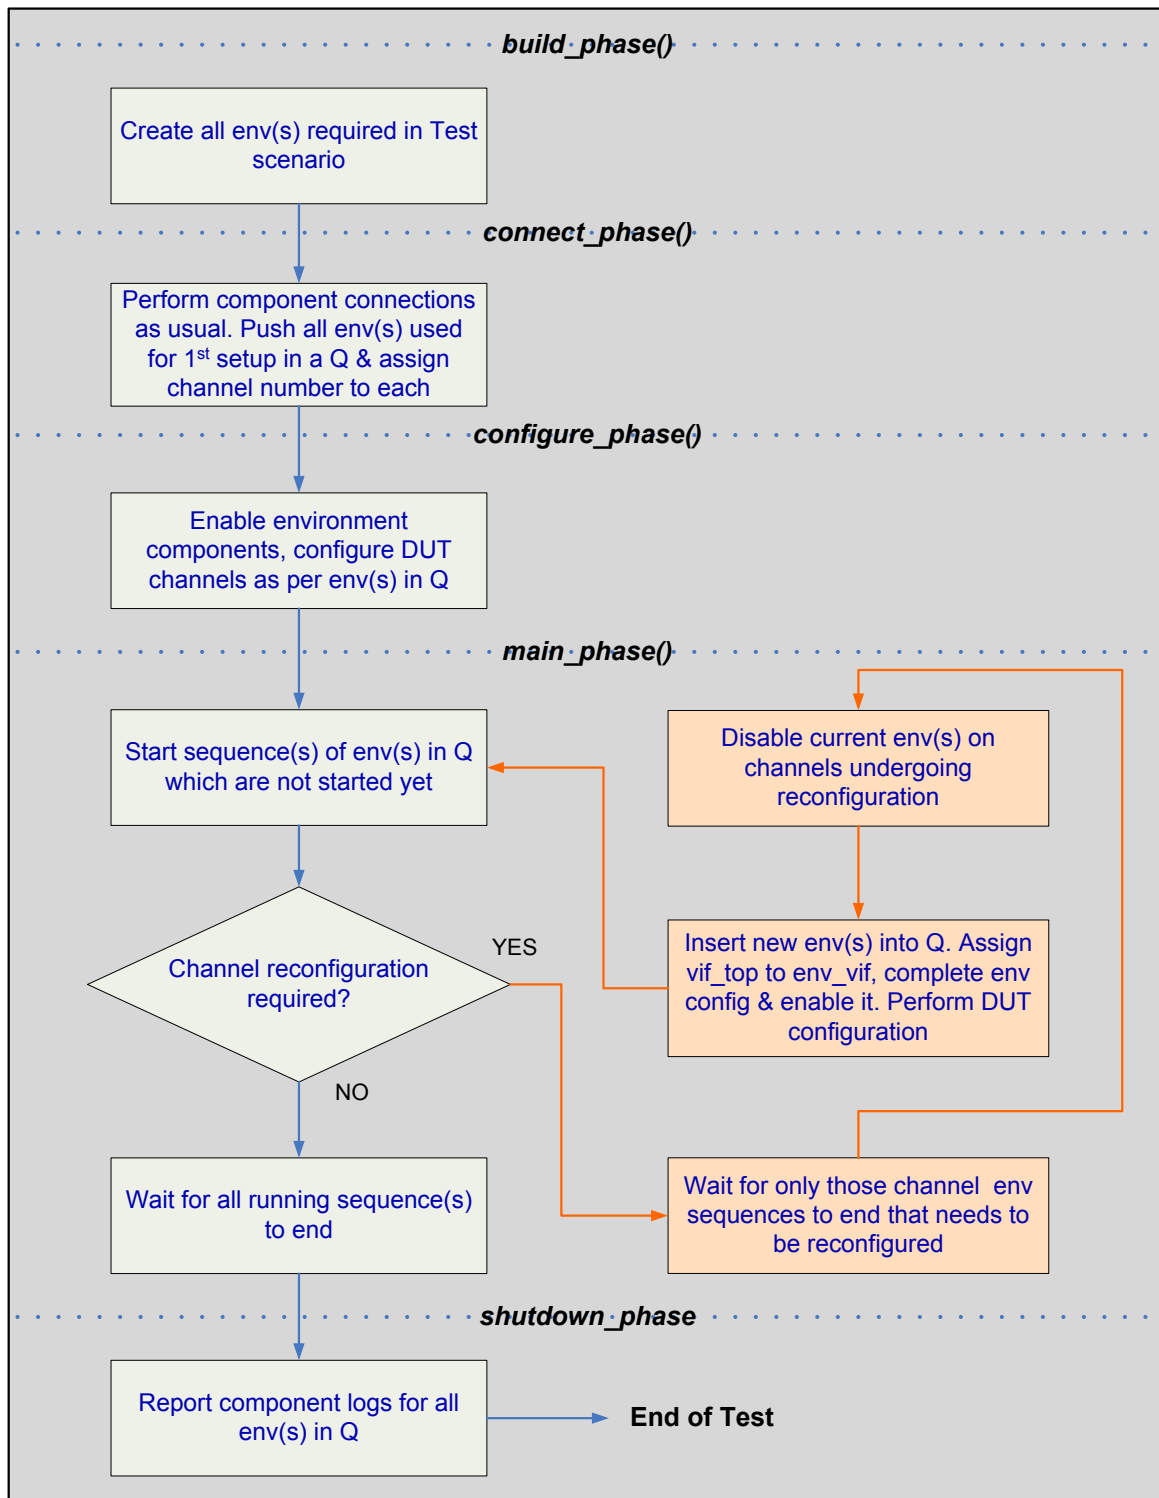 build_phase()
Create all env(s) required in Test
scenario
connect_phase()
Perform component connections
as usual. Push all env(s) used
for 1st setup in a Q & assign
channel number to each
configure_phase()
Enable environment
components, configure DUT
channels as per env(s) in Q
main_phase()
Start sequence(s) of env(s) in Q
which are not started yet
Disable current env(s) on
channels undergoing
reconfiguration
Channel reconfiguration
required?
YES
NO
Insert new env(s) into Q. Assign
vif_top to env_vif, complete env
config & enable it. Perform DUT
configuration
Wait for all running sequence(s)
to end
Wait for only those channel env
sequences to end that needs to
be reconfigured
shutdown_phase
Report component logs for all
env(s) in Q
End of Test